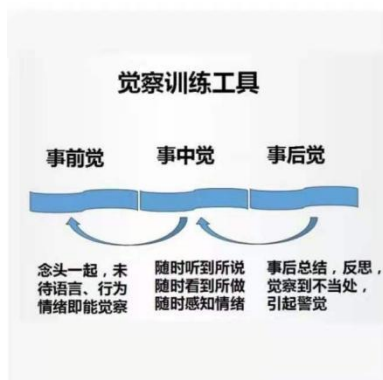 觉察训练工具
事前觉
事中觉
事后觉
念头一起，未
待语言、行为
情绪即能觉察
随时听到所说
随时看到所做
随时感知情绪
事后总结，反思，
觉察到不当处，
引起警觉